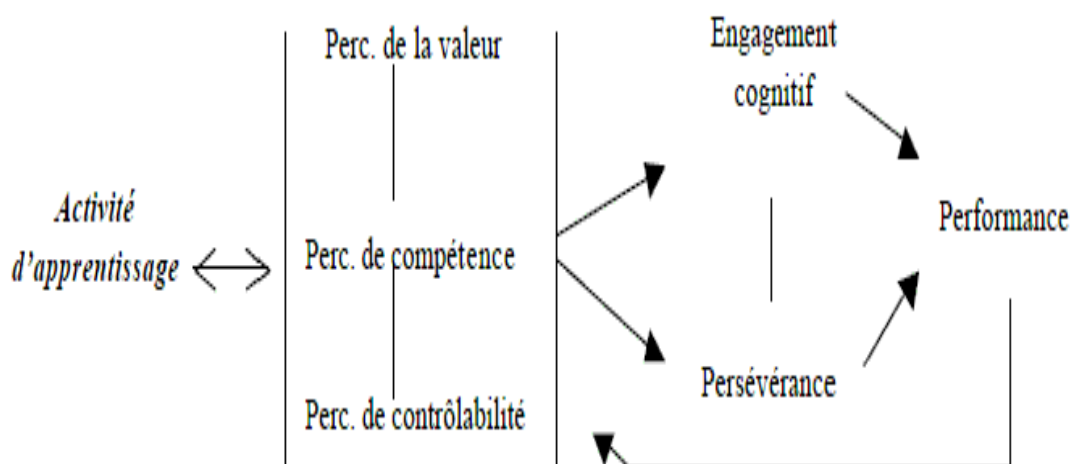 Perc. de la valeur
Engagement
cognitif
Activité
d'apprentissage
Perc. de compétence
Performance
Persévérance
Perc. de contrôlabilité